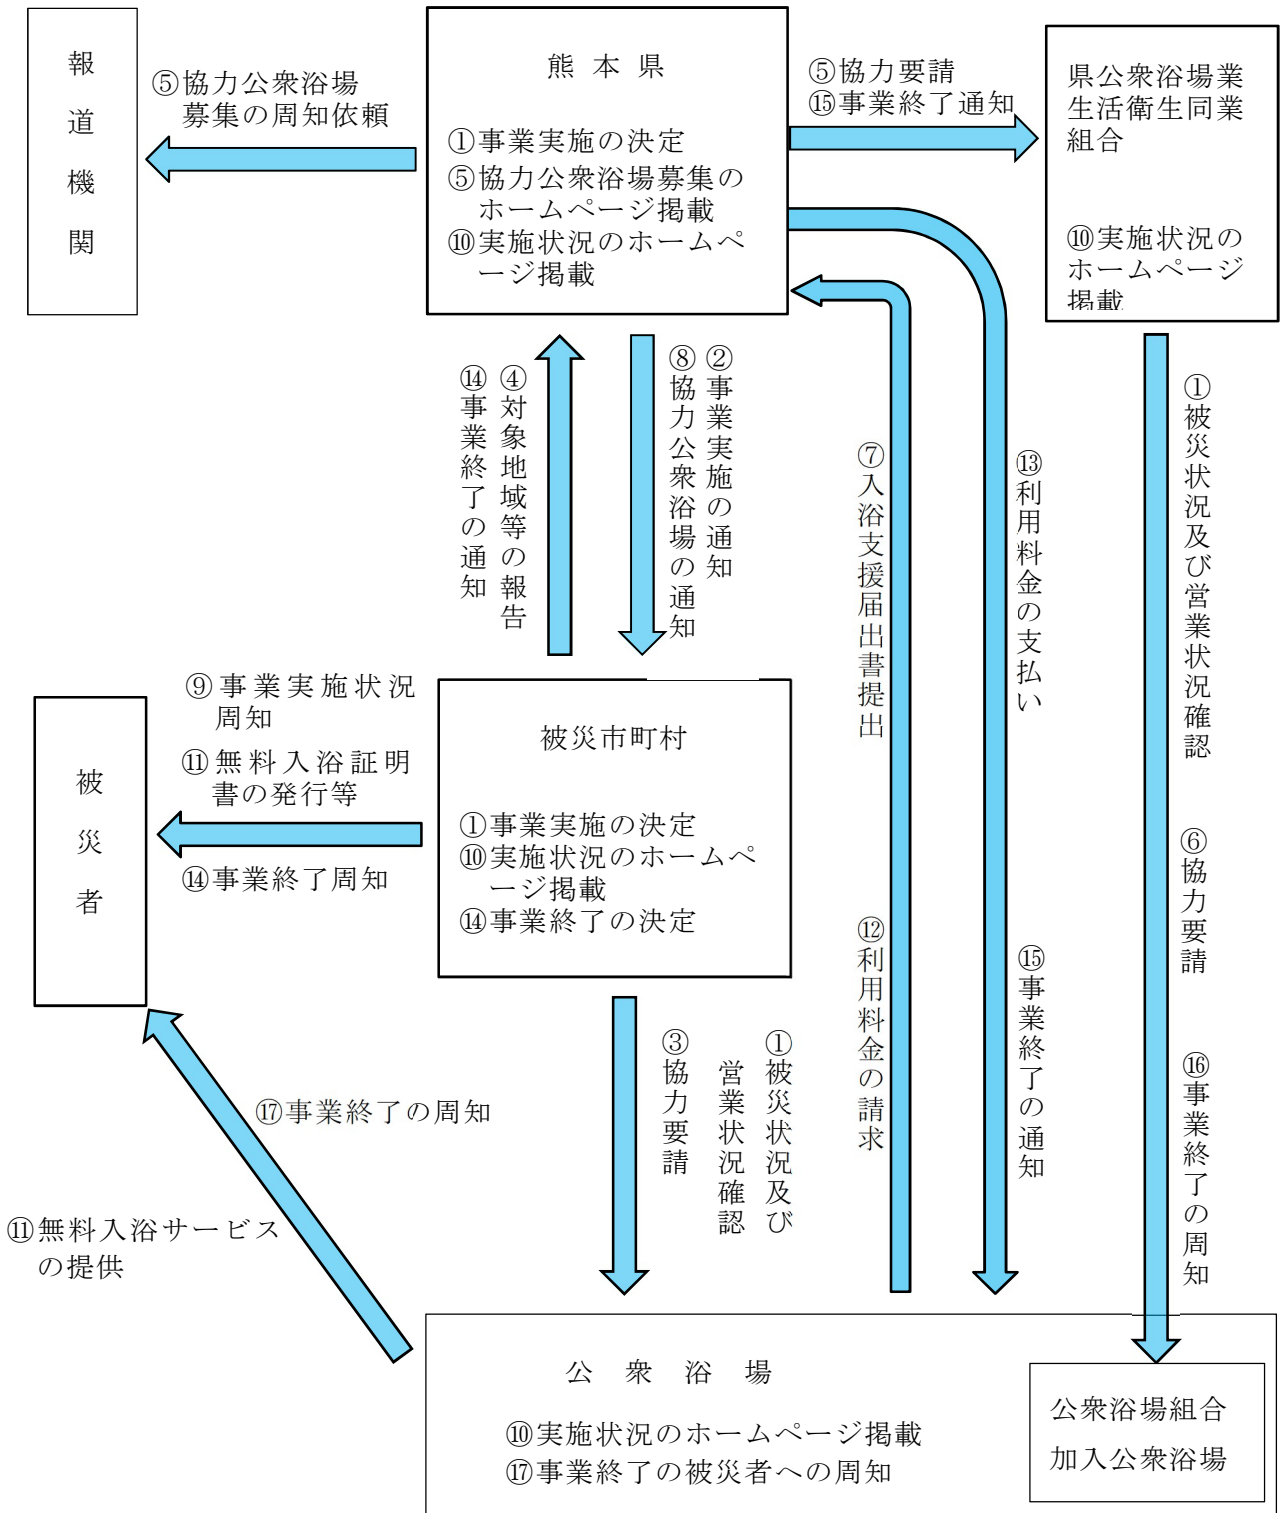 報道機関
⑤協力公衆浴場
募集の周知依頼
熊本県
①事業実施の決定
⑤協力公衆浴場募集の
ホームページ掲載
⑩実施状況のホームペ
ージ掲載
⑤協力要請
⑮事業終了通知
県公衆浴場業
生活衛生同業
組合
⑩実施状況の
ホームページ
掲載
④対象地域等の報告
⑭事業終了の通知
②事業実施の通知
⑧協力公衆浴場の通知
⑦入浴支援届出書提出
⑬利用料金の支払い
①被災状況及び営業状況確認
⑨事業実施状況
周知
⑪無料入浴証明
書の発行等
⑭事業終了周知
被災者
被災市町村
①事業実施の決定
⑩実施状況のホームペ
ージ掲載
⑭事業終了の決定
⑥協力要請
⑫利用料金の請求
⑮事業終了の通知
⑯事業終了の周知
①被災状況及び
営業状況確認
③協力要請
⑰事業終了の周知
⑪無料入浴サービス
の提供
公衆浴場
⑩実施状況のホームページ掲載
⑰事業終了の被災者への周知
公衆浴場組合
加入公衆浴場